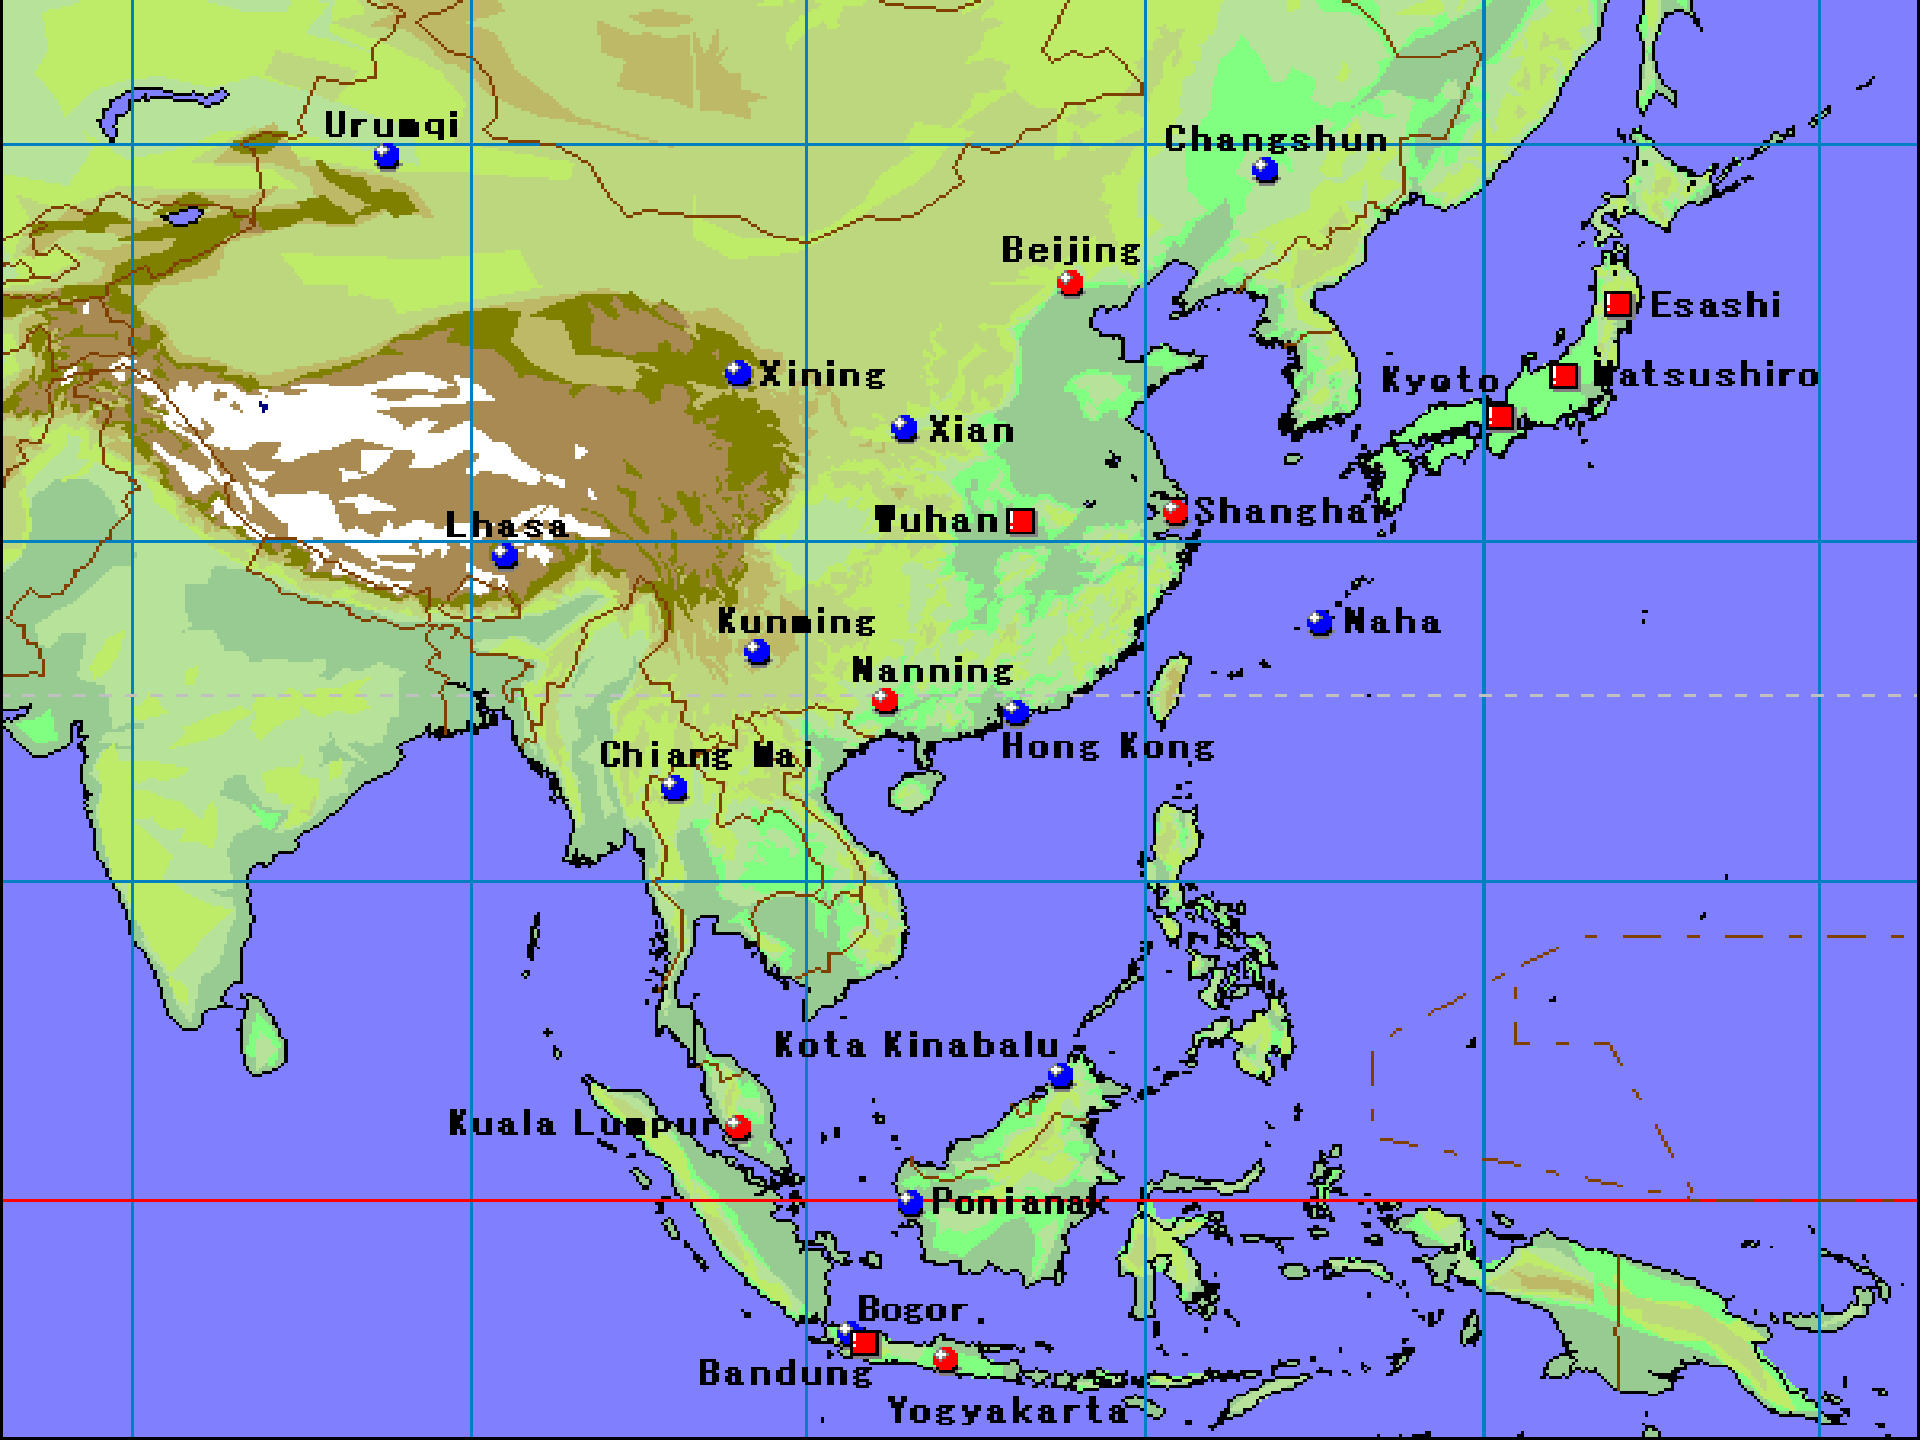 Urumqi
Changshun
Beijing
Esashi
Xining
Kyoto
Matsushiro
Xian
Lhasa
Wuhan
Shanghai
Kunming
Naha
Nanning
Chiang Mai
Hong Kong
Kota Kinabalu
Kuala Lumpur
Ponianak
Bogor
Bandung
Yogyakarta